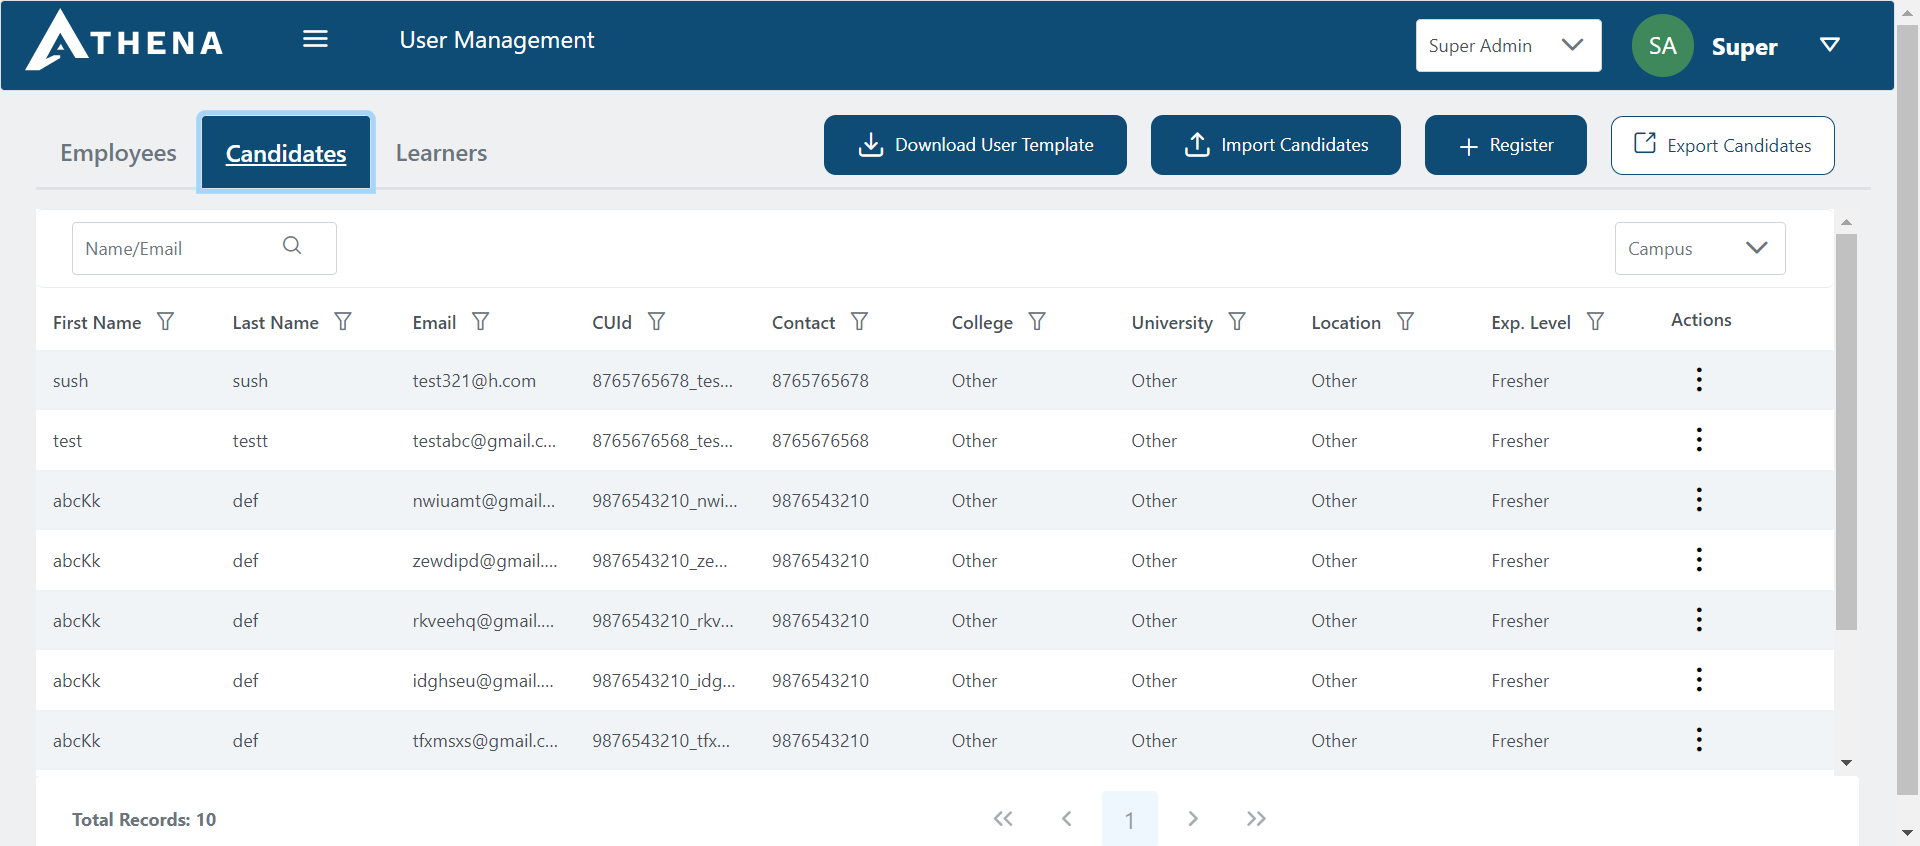 ATHENA
User Management
Super Admin
SA
Super
Employees
Candidates
Learners
Download User Template
Import Candidates
Register
Export Candidates
Name/Email
Campus
First Name Last Name Email CUId Contact College University Location Exp. Level Actions
sush sush test321@h.com 8765765678_tes... 8765765678 Other Other Other Fresher
test testt testabc@gmail.c... 8765676568_tes... 8765676568 Other Other Other Fresher
abcKk def nwiuamt@gmail.... 9876543210_nwi... 9876543210 Other Other Other Fresher
abcKk def zewdipd@gmail.... 9876543210_ze... 9876543210 Other Other Other Fresher
abcKk def rkveehq@gmail.... 9876543210_rkv... 9876543210 Other Other Other Fresher
abcKk def idghseu@gmail.... 9876543210_idg... 9876543210 Other Other Other Fresher
abcKk def tfxmsxs@gmail.c... 9876543210_tfx... 9876543210 Other Other Other Fresher
Total Records: 10
1